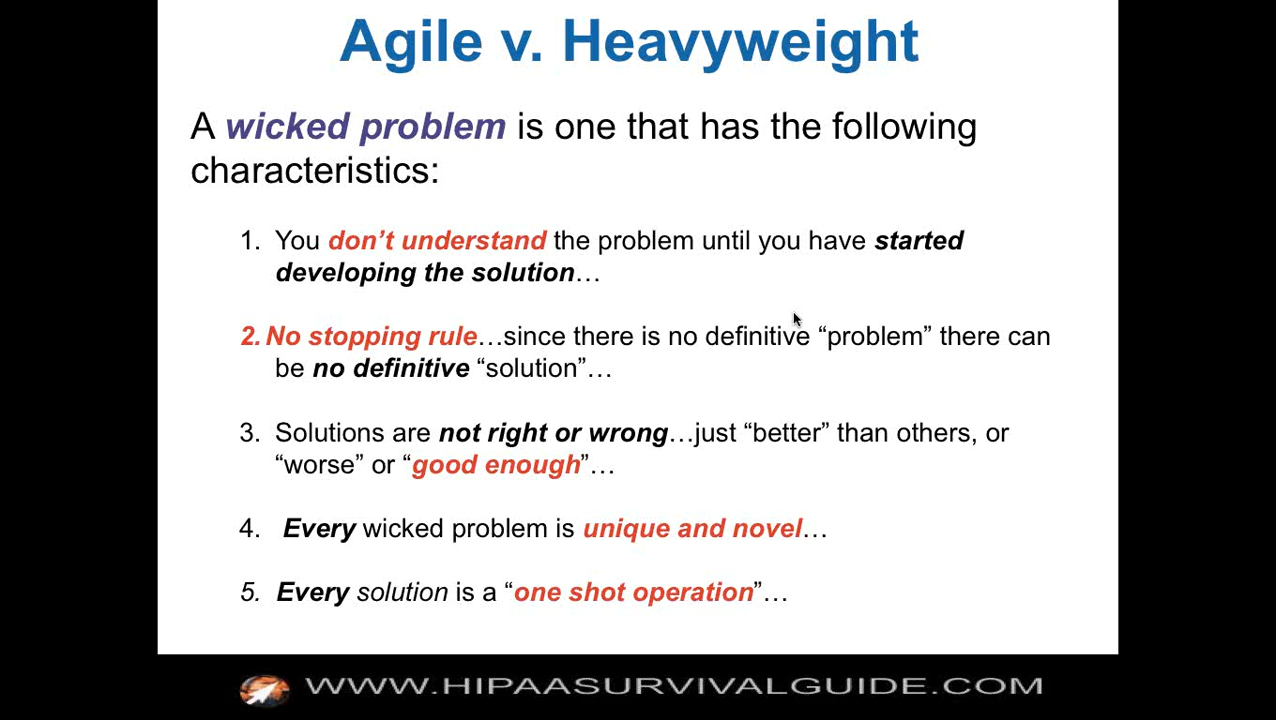 Agile v. Heavyweight
A wicked problem is one that has the following
characteristics:
1. You don’t understand the problem until you have started
developing the solution…
2. No stopping rule…since there is no definitive “problem” there can
be no definitive “solution”…
3. Solutions are not right or wrong…just “better” than others, or
“worse” or “good enough”…
4. Every wicked problem is unique and novel…
5. Every solution is a “one shot operation”…
WWW.HIPAASURVIVALGUIDE.COM